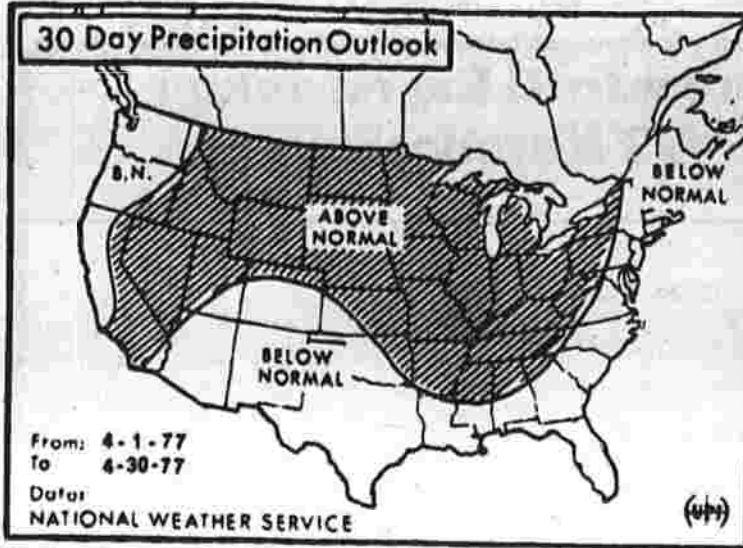 30 Day Precipitation Outlook
B.N.
ABOVE
NORMAL
BELOW
NORMAL
BELOW
NORMAL
From: 4-1-77
To 4-30-77
Data:
NATIONAL WEATHER SERVICE
(UPI)